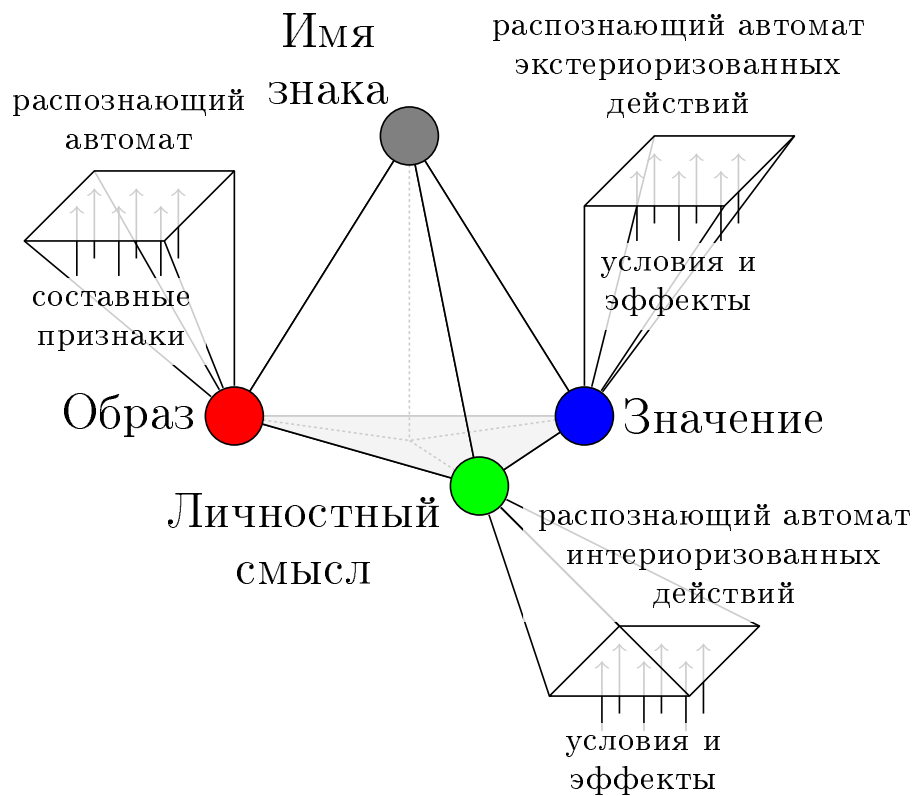 Имя
знака
распознающий автомат
экстериоризованных
действий
распознающий
автомат
условия и
эффекты
составные
признаки
Образ
Значение
Личностный
смысл
распознающий автомат
интериоризованных
действий
условия и
эффекты